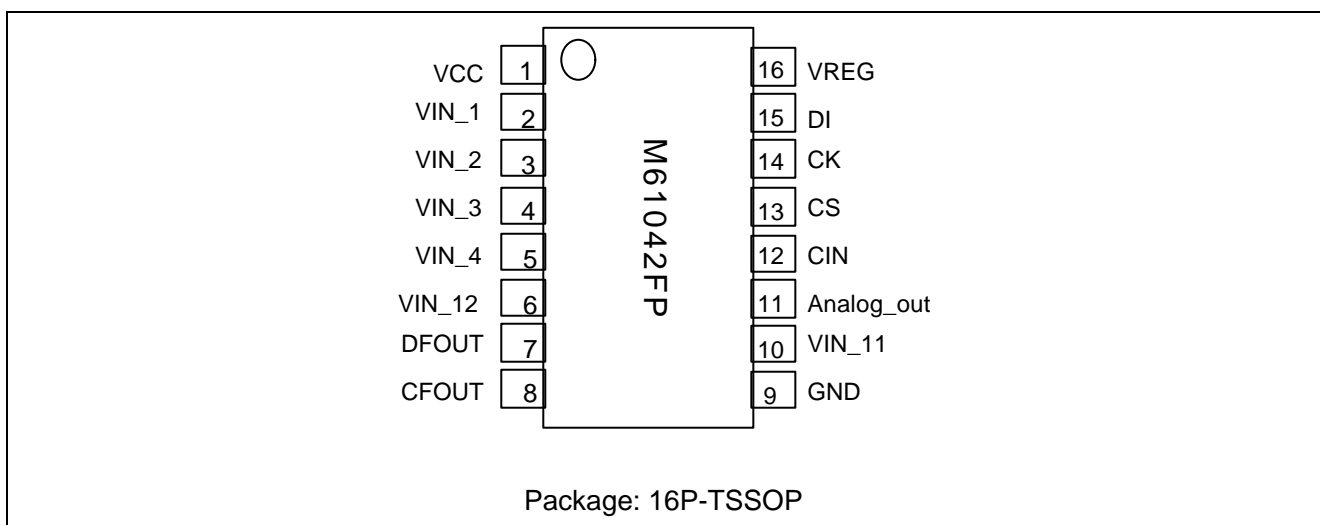 VCC 1 16 VREG
VIN_1 2 15 DI
VIN_2 3 14 CK
VIN_3 4 13 CS
VIN_4 5 12 CIN
VIN_12 6 11 Analog_out
DFOUT 7 10 VIN_11
CFOUT 8 9 GND
M61042FP
Package: 16P-TSSOP